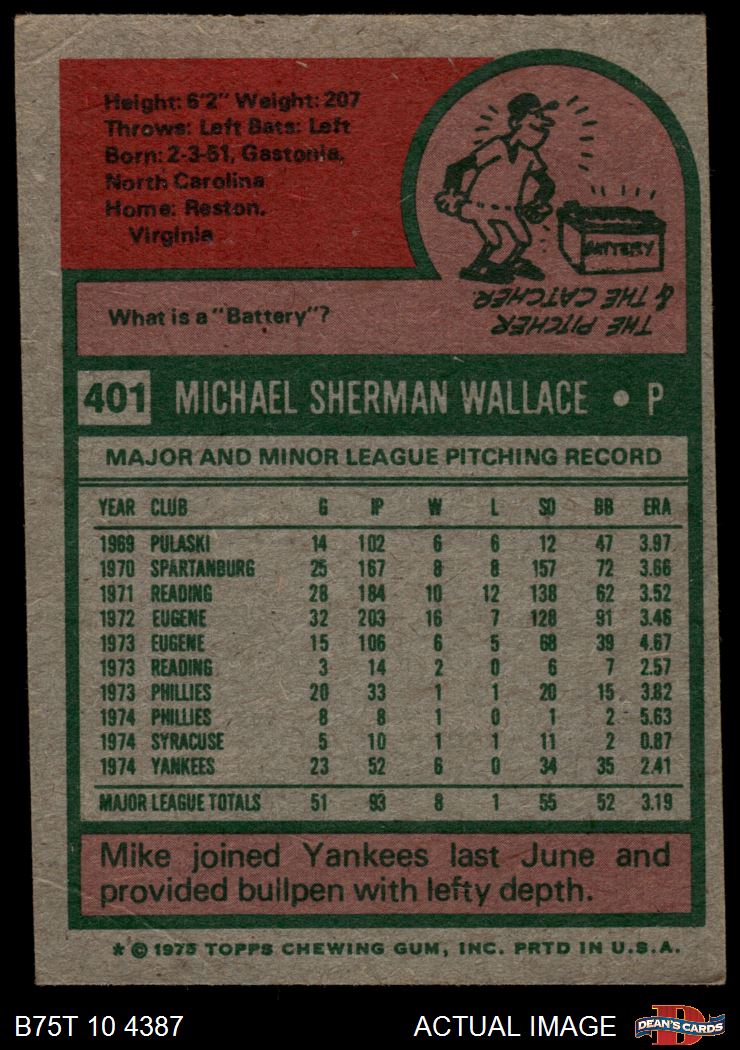 Height: 6'2" Weight: 207
Throws: Left Bats: Left
Born: 2-3-51, Gastonia,
North Carolina
Home: Reston,
Virginia
BATTERY
What is a "Battery"?
THE PITCHER
& THE CATCHER.
401 MICHAEL SHERMAN WALLACE • P
MAJOR AND MINOR LEAGUE PITCHING RECORD
YEAR CLUB G IP W L SO BB ERA
1969 PULASKI 14 102 6 6 12 47 3.97
1970 SPARTANBURG 25 167 8 8 157 72 3.66
1971 READING 28 184 10 12 138 62 3.52
1972 EUGENE 32 203 16 7 128 91 3.46
1973 EUGENE 15 106 6 5 68 39 4.67
1973 READING 3 14 2 0 6 7 2.57
1973 PHILLIES 20 33 1 1 20 15 3.82
1974 PHILLIES 8 8 1 0 1 2 5.63
1974 SYRACUSE 5 10 1 1 11 2 0.87
1974 YANKEES 23 52 6 0 34 35 2.41
MAJOR LEAGUE TOTALS 51 93 8 1 55 52 3.19
Mike joined Yankees last June and
provided bullpen with lefty depth.
* © 1975 TOPPS CHEWING GUM, INC. PRTD IN U.S.A.
B75T 10 4387 ACTUAL IMAGE
D
DEAN'S CARDS